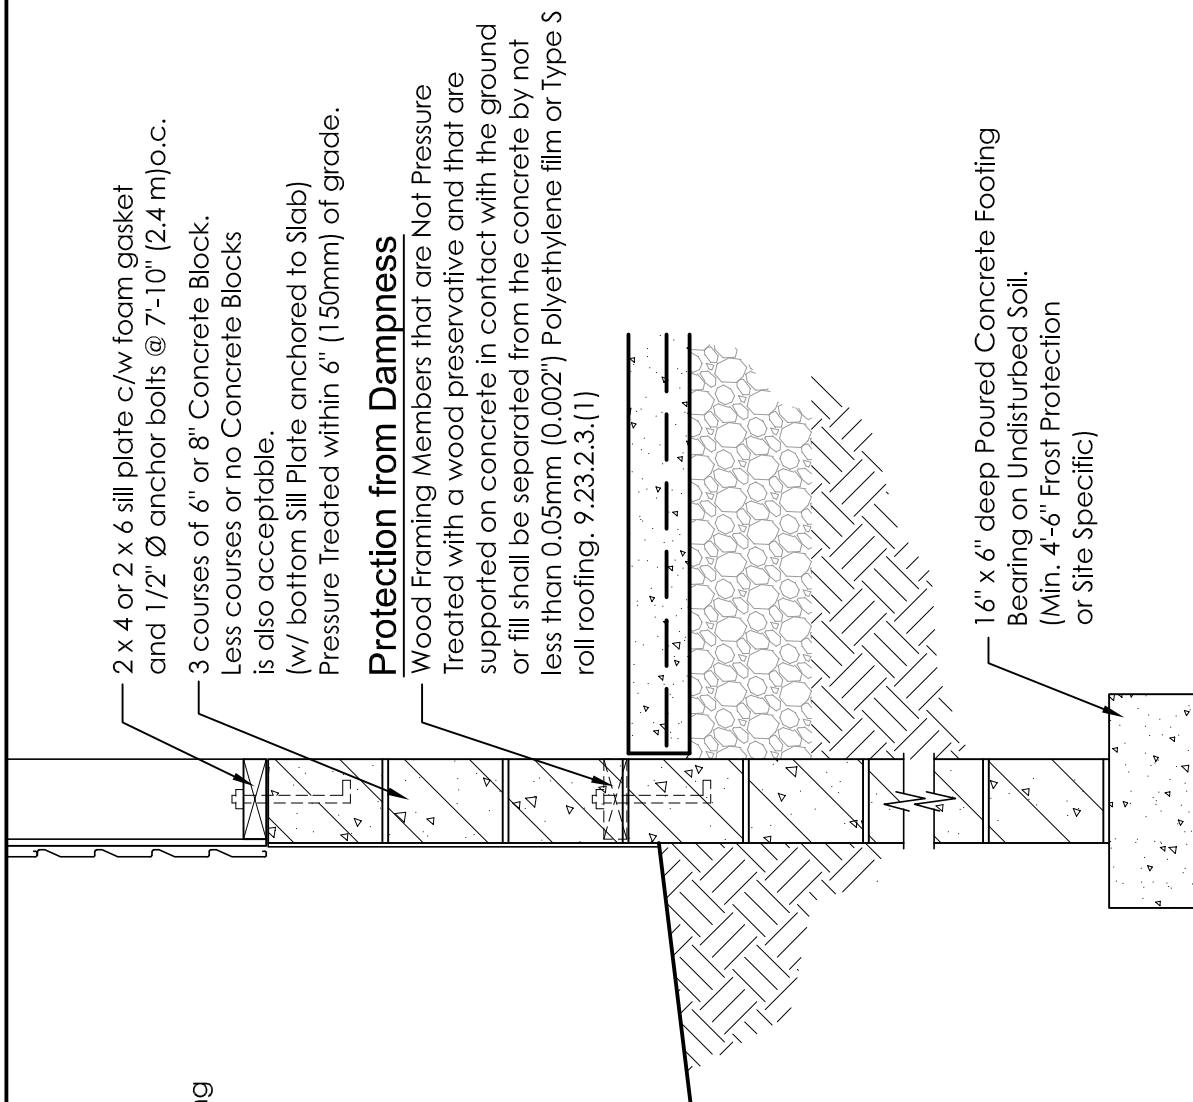 2 x 4 or 2 x 6 sill plate c/w foam gasket
and 1/2" Ø anchor bolts @ 7'-10" (2.4 m)o.c.
3 courses of 6" or 8" Concrete Block.
Less courses or no Concrete Blocks
is also acceptable.
(w/ bottom Sill Plate anchored to Slab)
Pressure Treated within 6" (150mm) of grade.
Protection from Dampness
Wood Framing Members that are Not Pressure
Treated with a wood preservative and that are
supported on concrete in contact with the ground
or fill shall be separated from the concrete by not
less than 0.05mm (0.002") Polyethylene film or Type S
roll roofing. 9.23.2.3.(1)
16" x 6" deep Poured Concrete Footing
Bearing on Undisturbed Soil.
(Min. 4'-6" Frost Protection
or Site Specific)